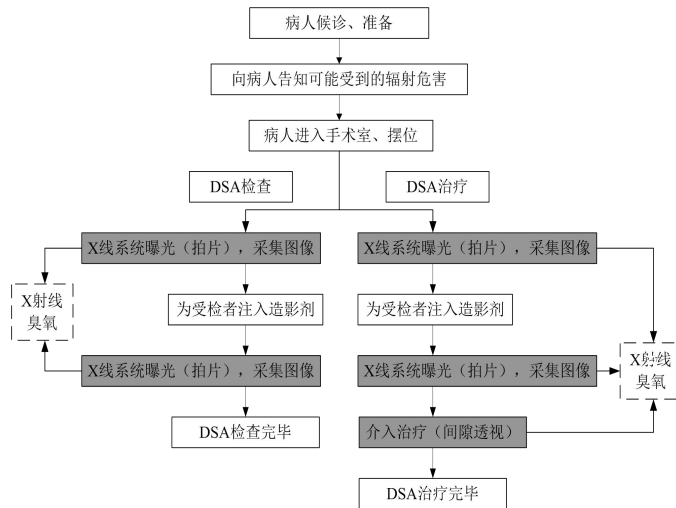 病人候诊、准备
向病人告知可能受到的辐射危害
病人进入手术室、摆位
DSA检查
DSA治疗
X线系统曝光（拍片），采集图像
X线系统曝光（拍片），采集图像
X射线
臭氧
为受检者注入造影剂
为受检者注入造影剂
X线系统曝光（拍片），采集图像
X线系统曝光（拍片），采集图像
X射线
臭氧
DSA检查完毕
介入治疗（间隙透视）
DSA治疗完毕